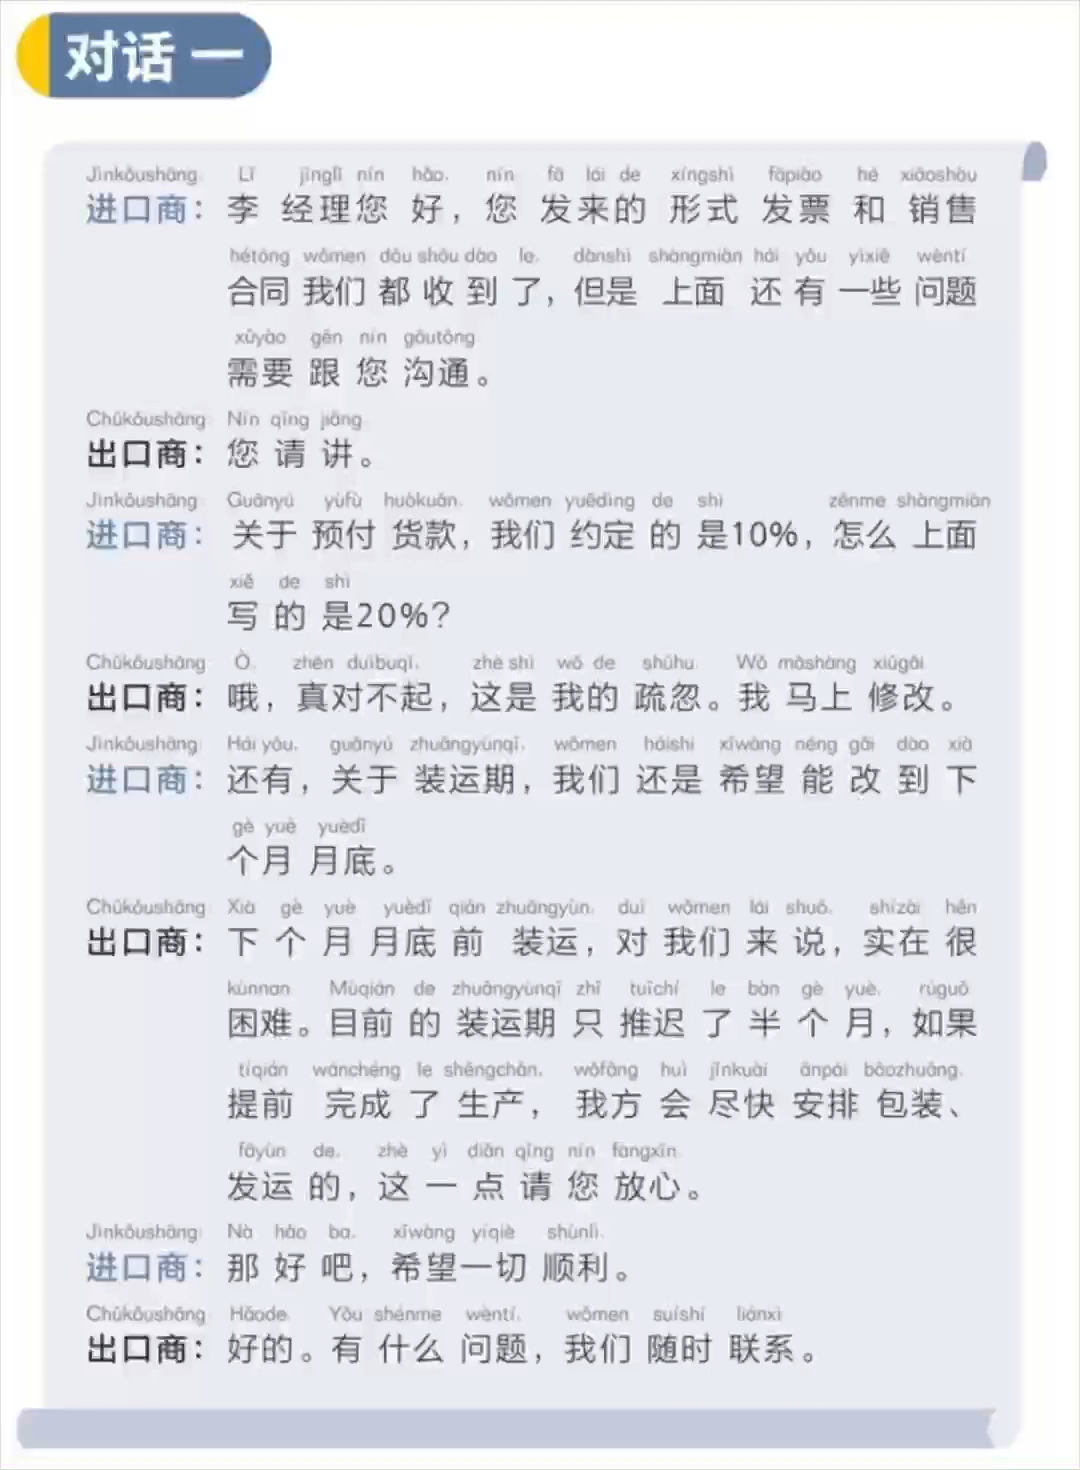 对话一
Jìnkǒushāng: Lǐ jīnglǐ nín hǎo, nín fā lái de xíngshì fāpiào hé xiāoshòu
进口商：李经理您好，您发来的形式发票和销售
hétóng wǒmen dōu shōu dào le, dànshì shàngmiàn hái yǒu yìxiē wèntí
合同我们都收到了，但是上面还有一些问题
xūyào gēn nín gōutōng.
需要跟您沟通。
Chūkǒushāng: Nín qǐng jiǎng.
出口商：您请讲。
Jìnkǒushāng: Guānyú yùfù huòkuǎn, wǒmen yuēdìng de shì zěnme shàngmiàn
进口商：关于预付货款，我们约定的是10%，怎么上面
xiě de shì
写的是20%？
Chūkǒushāng: Ò, zhēn duìbuqǐ, zhè shì wǒ de shūhu. Wǒ mǎshàng xiūgǎi.
出口商：哦，真对不起，这是我的疏忽。我马上修改。
Jìnkǒushāng: Hái yǒu, guānyú zhuāngyùnqī, wǒmen háishi xīwàng néng gǎi dào xià
进口商：还有，关于装运期，我们还是希望能改到下
gè yuè yuèdǐ
个月月底。
Chūkǒushāng: Xià gè yuè yuèdǐ qián zhuāngyùn, duì wǒmen lái shuō, shízài hěn
出口商：下个月月底前装运，对我们来说，实在很
kùnnan. Mùqián de zhuāngyùnqī zhǐ tuīchí le bàn gè yuè, rúguǒ
困难。目前的装运期只推迟了半个月，如果
tíqián wánchéng le shēngchǎn, wǒfāng huì jǐnkuài ānpái bāozhuāng,
提前完成了生产，我方会尽快安排包装、
fāyùn de, zhè yì diǎn qǐng nín fàngxīn.
发运的，这一点请您放心。
Jìnkǒushāng: Nà hǎo ba, xīwàng yíqiè shùnlì.
进口商：那好吧，希望一切顺利。
Chūkǒushāng: Hǎode. Yǒu shénme wèntí, wǒmen suíshí liánxì
出口商：好的。有什么问题，我们随时联系。